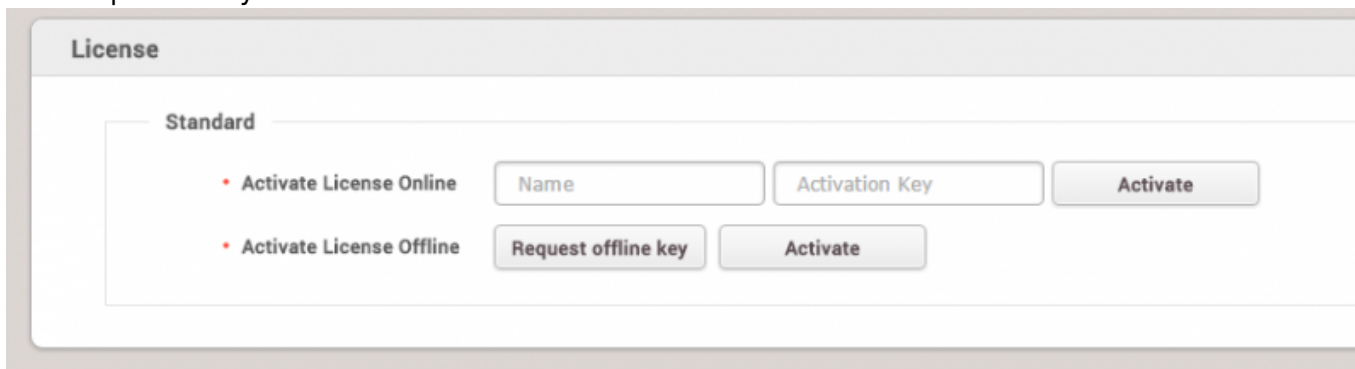 License
Standard
• Activate License Online Name Activation Key Activate
• Activate License Offline Request offline key Activate